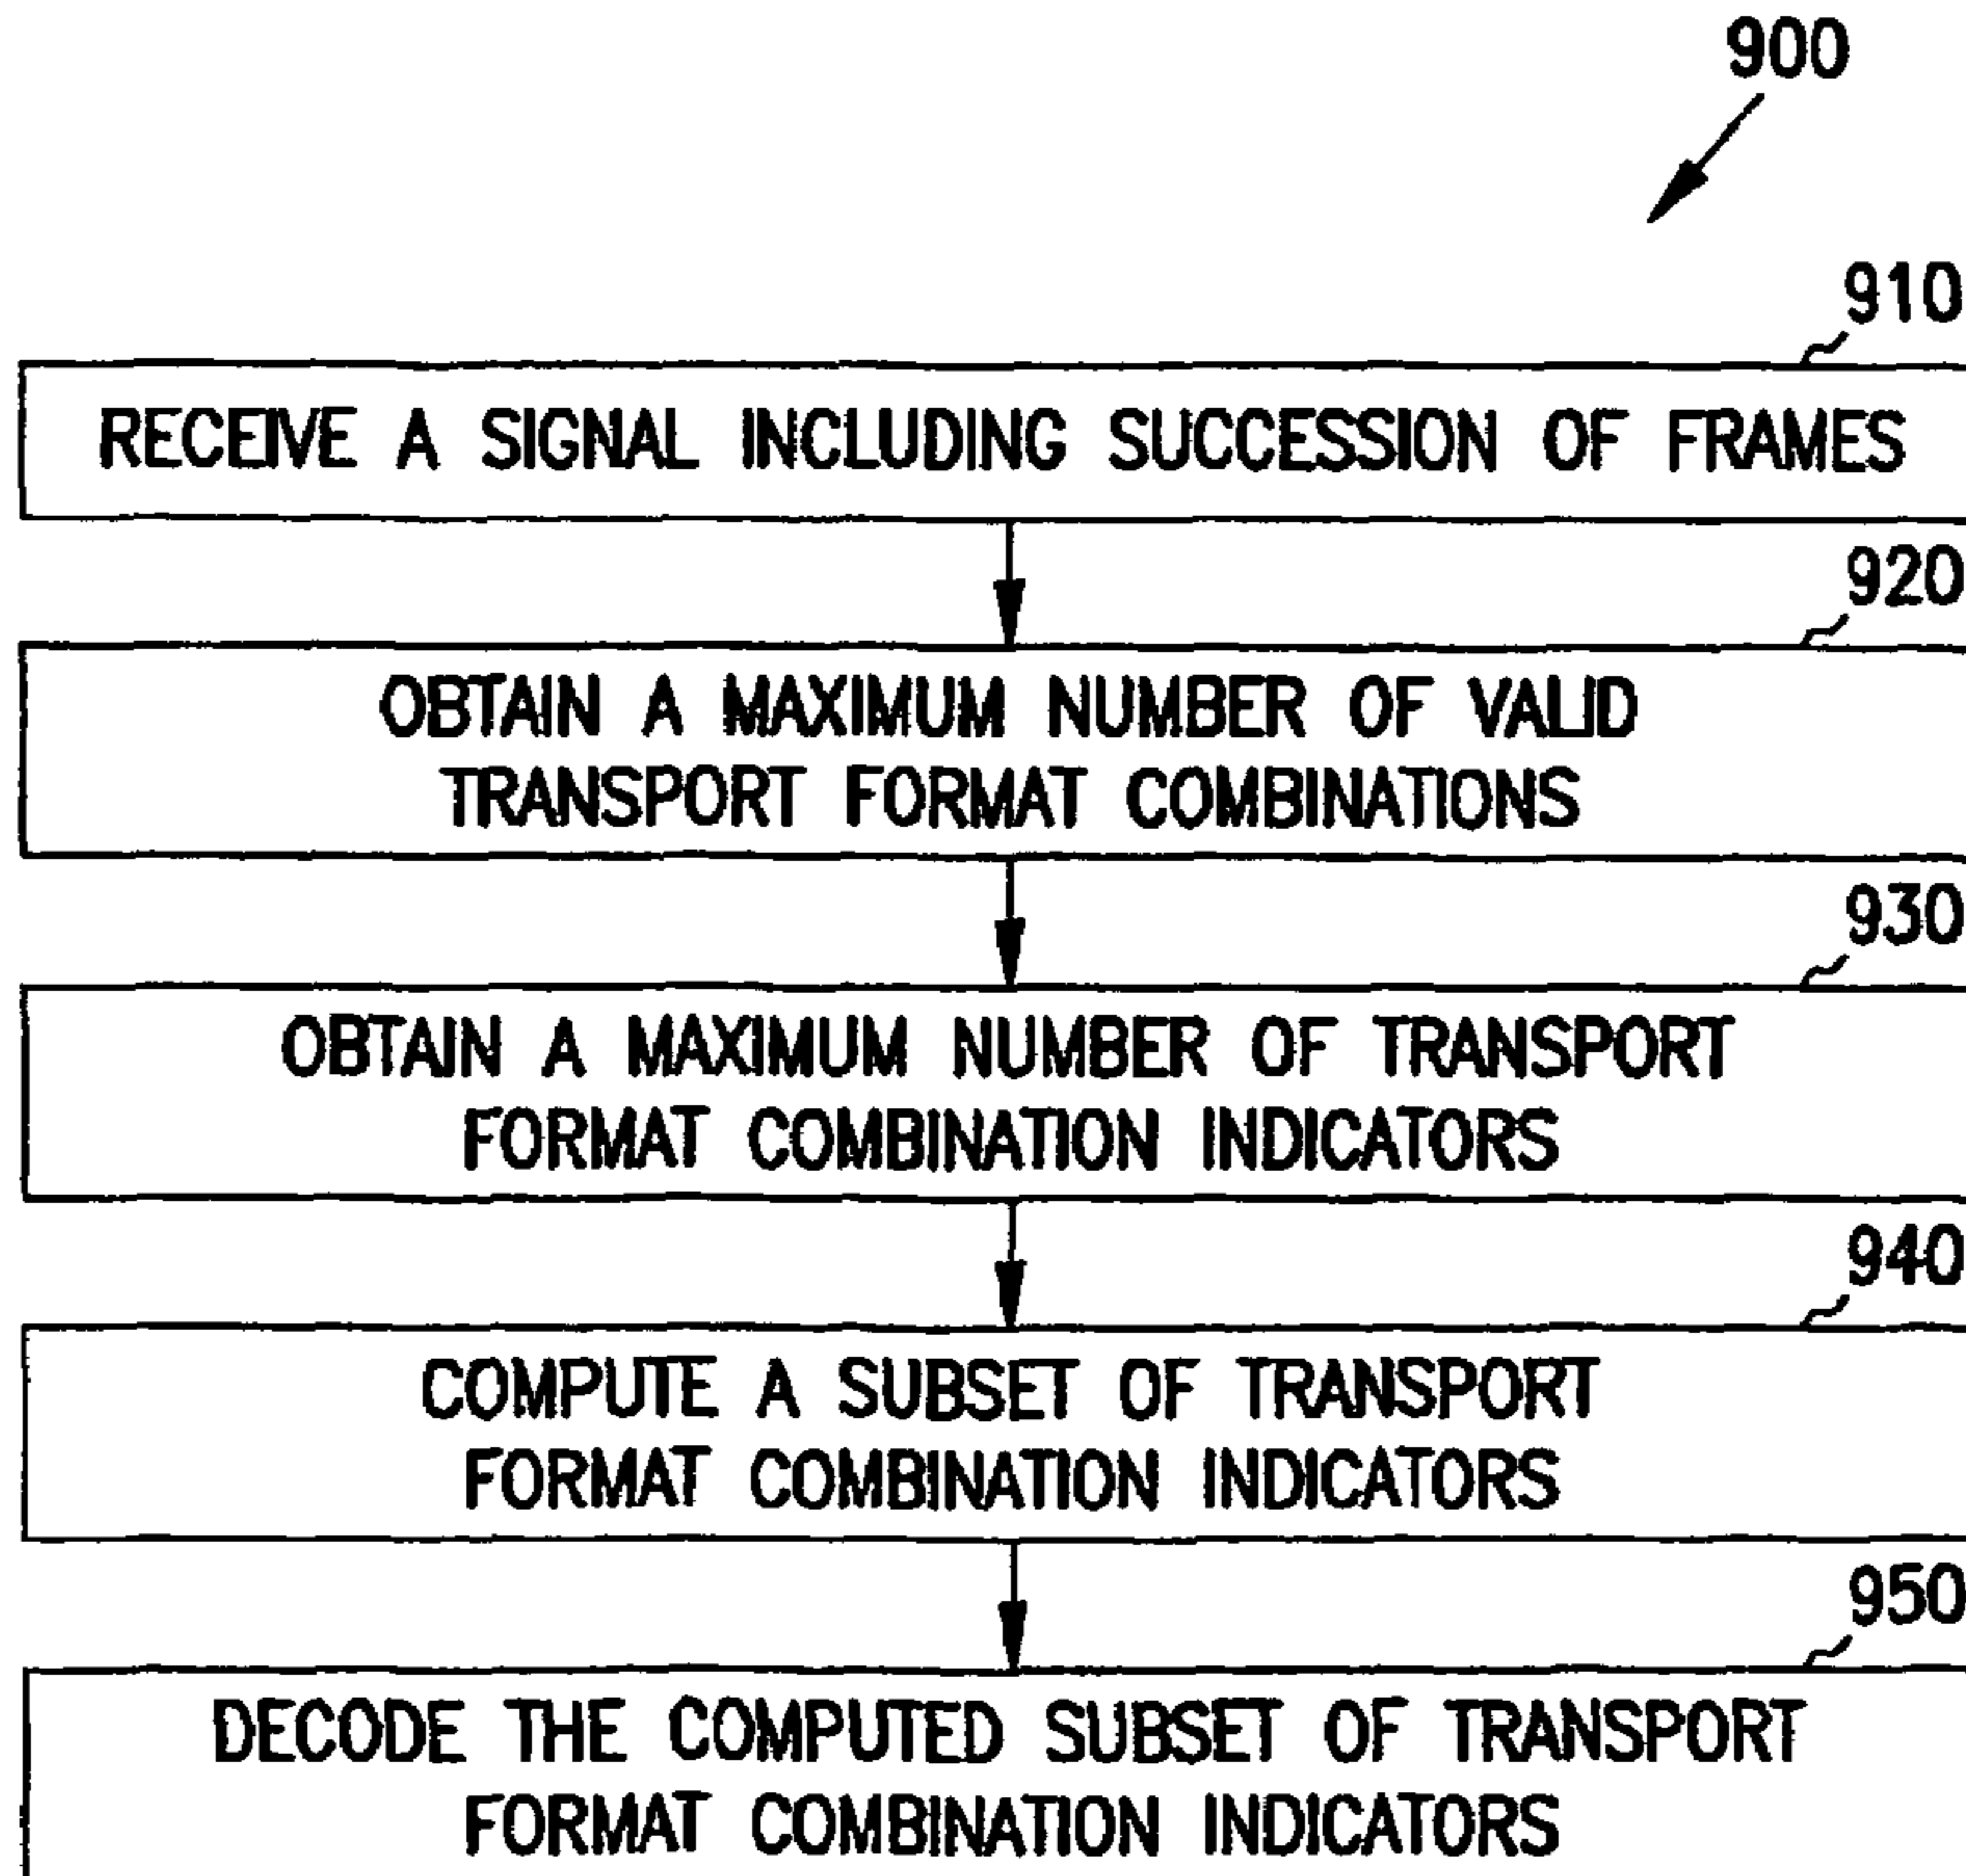 900
910
RECEIVE A SIGNAL INCLUDING SUCCESSION OF FRAMES
920
OBTAIN A MAXIMUM NUMBER OF VALID
TRANSPORT FORMAT COMBINATIONS
930
OBTAIN A MAXIMUM NUMBER OF TRANSPORT
FORMAT COMBINATION INDICATORS
940
COMPUTE A SUBSET OF TRANSPORT
FORMAT COMBINATION INDICATORS
950
DECODE THE COMPUTED SUBSET OF TRANSPORT
FORMAT COMBINATION INDICATORS